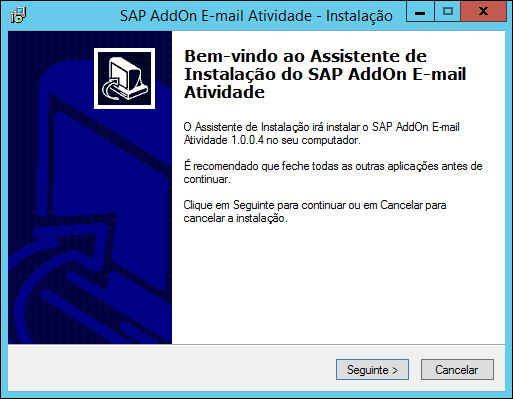 SAP AddOn E-mail Atividade - Instalação
Bem-vindo ao Assistente de
Instalação do SAP AddOn E-mail
Atividade
O Assistente de Instalação irá instalar o SAP AddOn E-mail
Atividade 1.0.0.4 no seu computador.
É recomendado que feche todas as outras aplicações antes de
continuar.
Clique em Seguinte para continuar ou em Cancelar para
cancelar a instalação.
Seguinte >
Cancelar